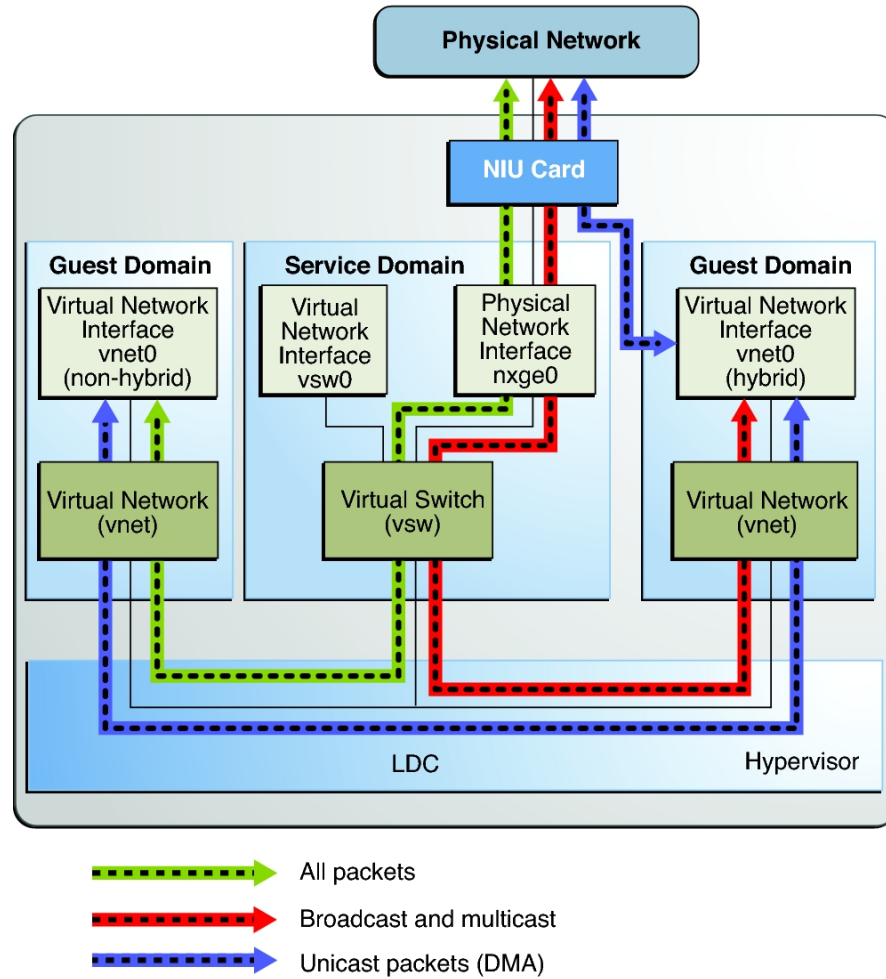 Physical Network
NIU Card
Guest Domain
Virtual Network
Interface
vnet0
(non-hybrid)
Virtual Network
(vnet)
Service Domain
Virtual
Network
Interface
vsw0
Physical
Network
Interface
nxge0
Virtual Switch
(vsw)
Guest Domain
Virtual Network
Interface
vnet0
(hybrid)
Virtual Network
(vnet)
LDC
Hypervisor
All packets
Broadcast and multicast
Unicast packets (DMA)